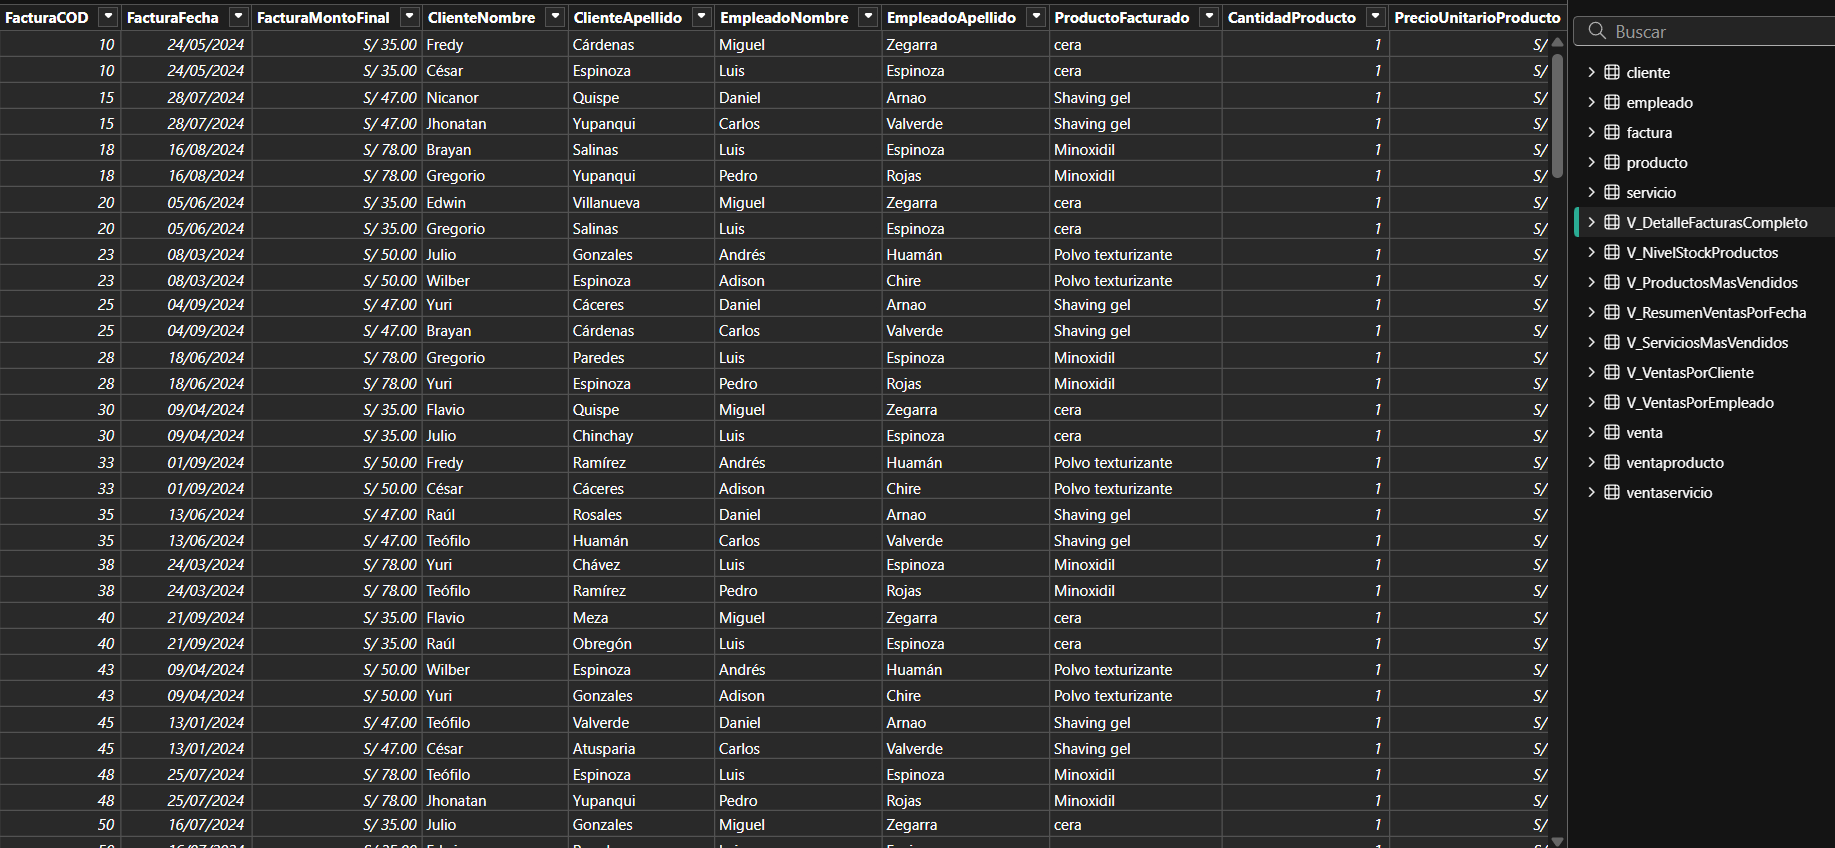 FacturaCOD FacturaFecha FacturaMontoFinal ClienteNombre ClienteApellido EmpleadoNombre EmpleadoApellido ProductoFacturado CantidadProducto PrecioUnitarioProducto
10 24/05/2024 S/ 35.00 Fredy Cárdenas Miguel Zegarra cera 1 S/
10 24/05/2024 S/ 35.00 César Espinoza Luis Espinoza cera 1 S/
15 28/07/2024 S/ 47.00 Nicanor Quispe Daniel Arnao Shaving gel 1 S/
15 28/07/2024 S/ 47.00 Jhonatan Yupanqui Carlos Valverde Shaving gel 1 S/
18 16/08/2024 S/ 78.00 Brayan Salinas Luis Espinoza Minoxidil 1 S/
18 16/08/2024 S/ 78.00 Gregorio Yupanqui Pedro Rojas Minoxidil 1 S/
20 05/06/2024 S/ 35.00 Edwin Villanueva Miguel Zegarra cera 1 S/
20 05/06/2024 S/ 35.00 Gregorio Salinas Luis Espinoza cera 1 S/
23 08/03/2024 S/ 50.00 Julio Gonzales Andrés Huamán Polvo texturizante 1 S/
23 08/03/2024 S/ 50.00 Wilber Espinoza Adison Chire Polvo texturizante 1 S/
25 04/09/2024 S/ 47.00 Yuri Cáceres Daniel Arnao Shaving gel 1 S/
25 04/09/2024 S/ 47.00 Brayan Cárdenas Carlos Valverde Shaving gel 1 S/
28 18/06/2024 S/ 78.00 Gregorio Paredes Luis Espinoza Minoxidil 1 S/
28 18/06/2024 S/ 78.00 Yuri Espinoza Pedro Rojas Minoxidil 1 S/
30 09/04/2024 S/ 35.00 Flavio Quispe Miguel Zegarra cera 1 S/
30 09/04/2024 S/ 35.00 Julio Chinchay Luis Espinoza cera 1 S/
33 01/09/2024 S/ 50.00 Fredy Ramírez Andrés Huamán Polvo texturizante 1 S/
33 01/09/2024 S/ 50.00 César Cáceres Adison Chire Polvo texturizante 1 S/
35 13/06/2024 S/ 47.00 Raúl Rosales Daniel Arnao Shaving gel 1 S/
35 13/06/2024 S/ 47.00 Teófilo Huamán Carlos Valverde Shaving gel 1 S/
38 24/03/2024 S/ 78.00 Yuri Chávez Luis Espinoza Minoxidil 1 S/
38 24/03/2024 S/ 78.00 Teófilo Ramírez Pedro Rojas Minoxidil 1 S/
40 21/09/2024 S/ 35.00 Flavio Meza Miguel Zegarra cera 1 S/
40 21/09/2024 S/ 35.00 Raúl Obregón Luis Espinoza cera 1 S/
43 09/04/2024 S/ 50.00 Wilber Espinoza Andrés Huamán Polvo texturizante 1 S/
43 09/04/2024 S/ 50.00 Yuri Gonzales Adison Chire Polvo texturizante 1 S/
45 13/01/2024 S/ 47.00 Teófilo Valverde Daniel Arnao Shaving gel 1 S/
45 13/01/2024 S/ 47.00 César Atusparia Carlos Valverde Shaving gel 1 S/
48 25/07/2024 S/ 78.00 Teófilo Espinoza Luis Espinoza Minoxidil 1 S/
48 25/07/2024 S/ 78.00 Jhonatan Yupanqui Pedro Rojas Minoxidil 1 S/
50 16/07/2024 S/ 35.00 Julio Gonzales Miguel Zegarra cera 1 S/
Buscar
cliente
empleado
factura
producto
servicio
V_DetalleFacturasCompleto
V_NivelStockProductos
V_ProductosMasVendidos
V_ResumenVentasPorFecha
V_ServiciosMasVendidos
V_VentasPorCliente
V_VentasPorEmpleado
venta
ventaproducto
ventaservicio